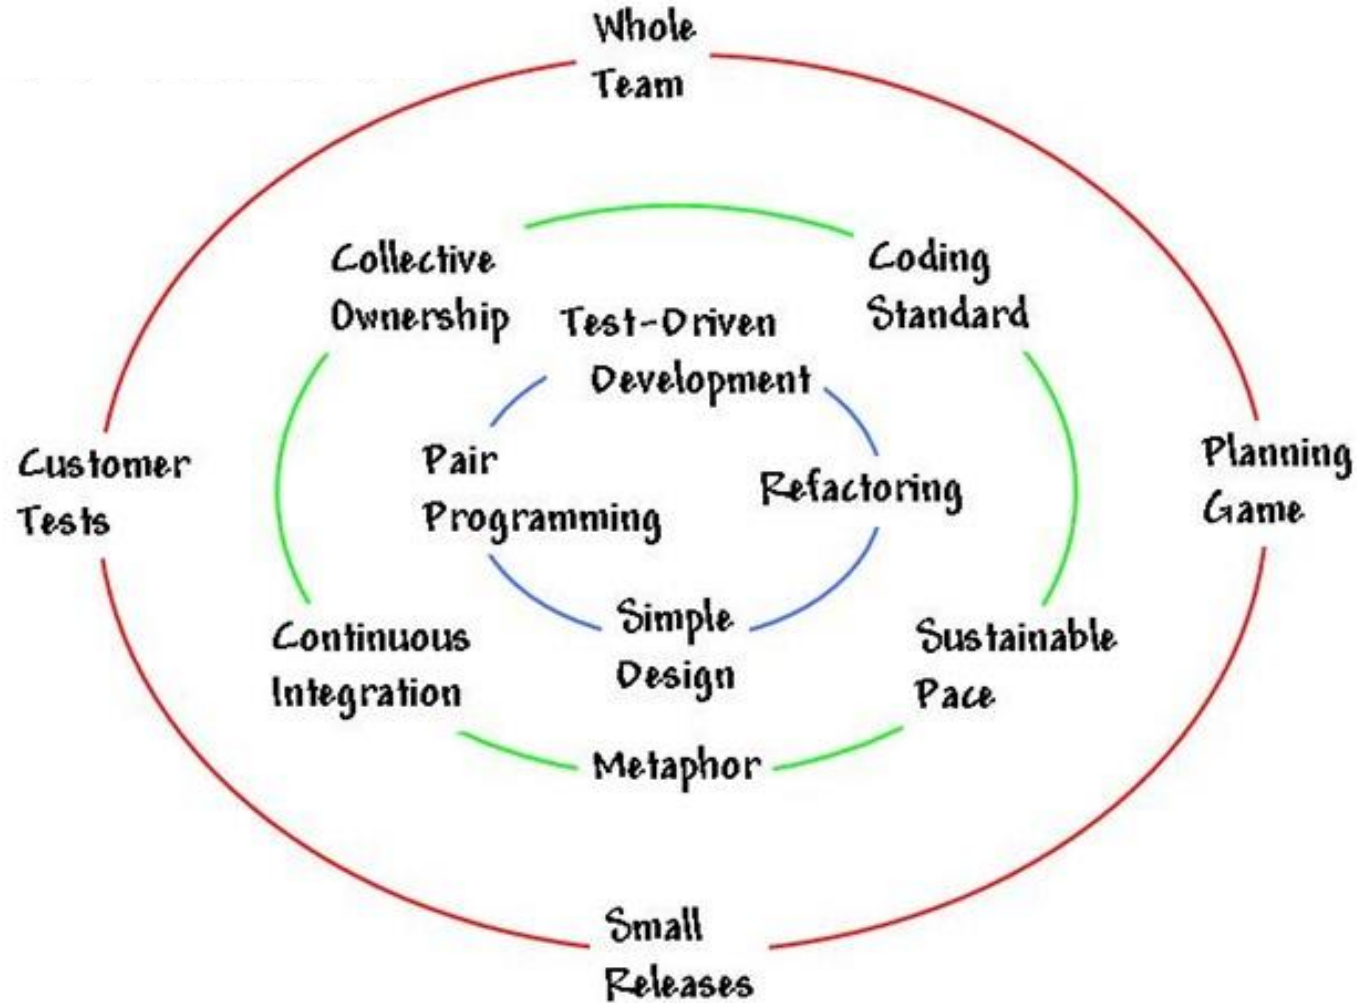 Whole
Team
Collective
Ownership
Coding
Standard
Test-Driven
Development
Customer
Tests
Pair
Programming
Refactoring
Planning
Game
Continuous
Integration
Simple
Design
Sustainable
Pace
Metaphor
Small
Releases